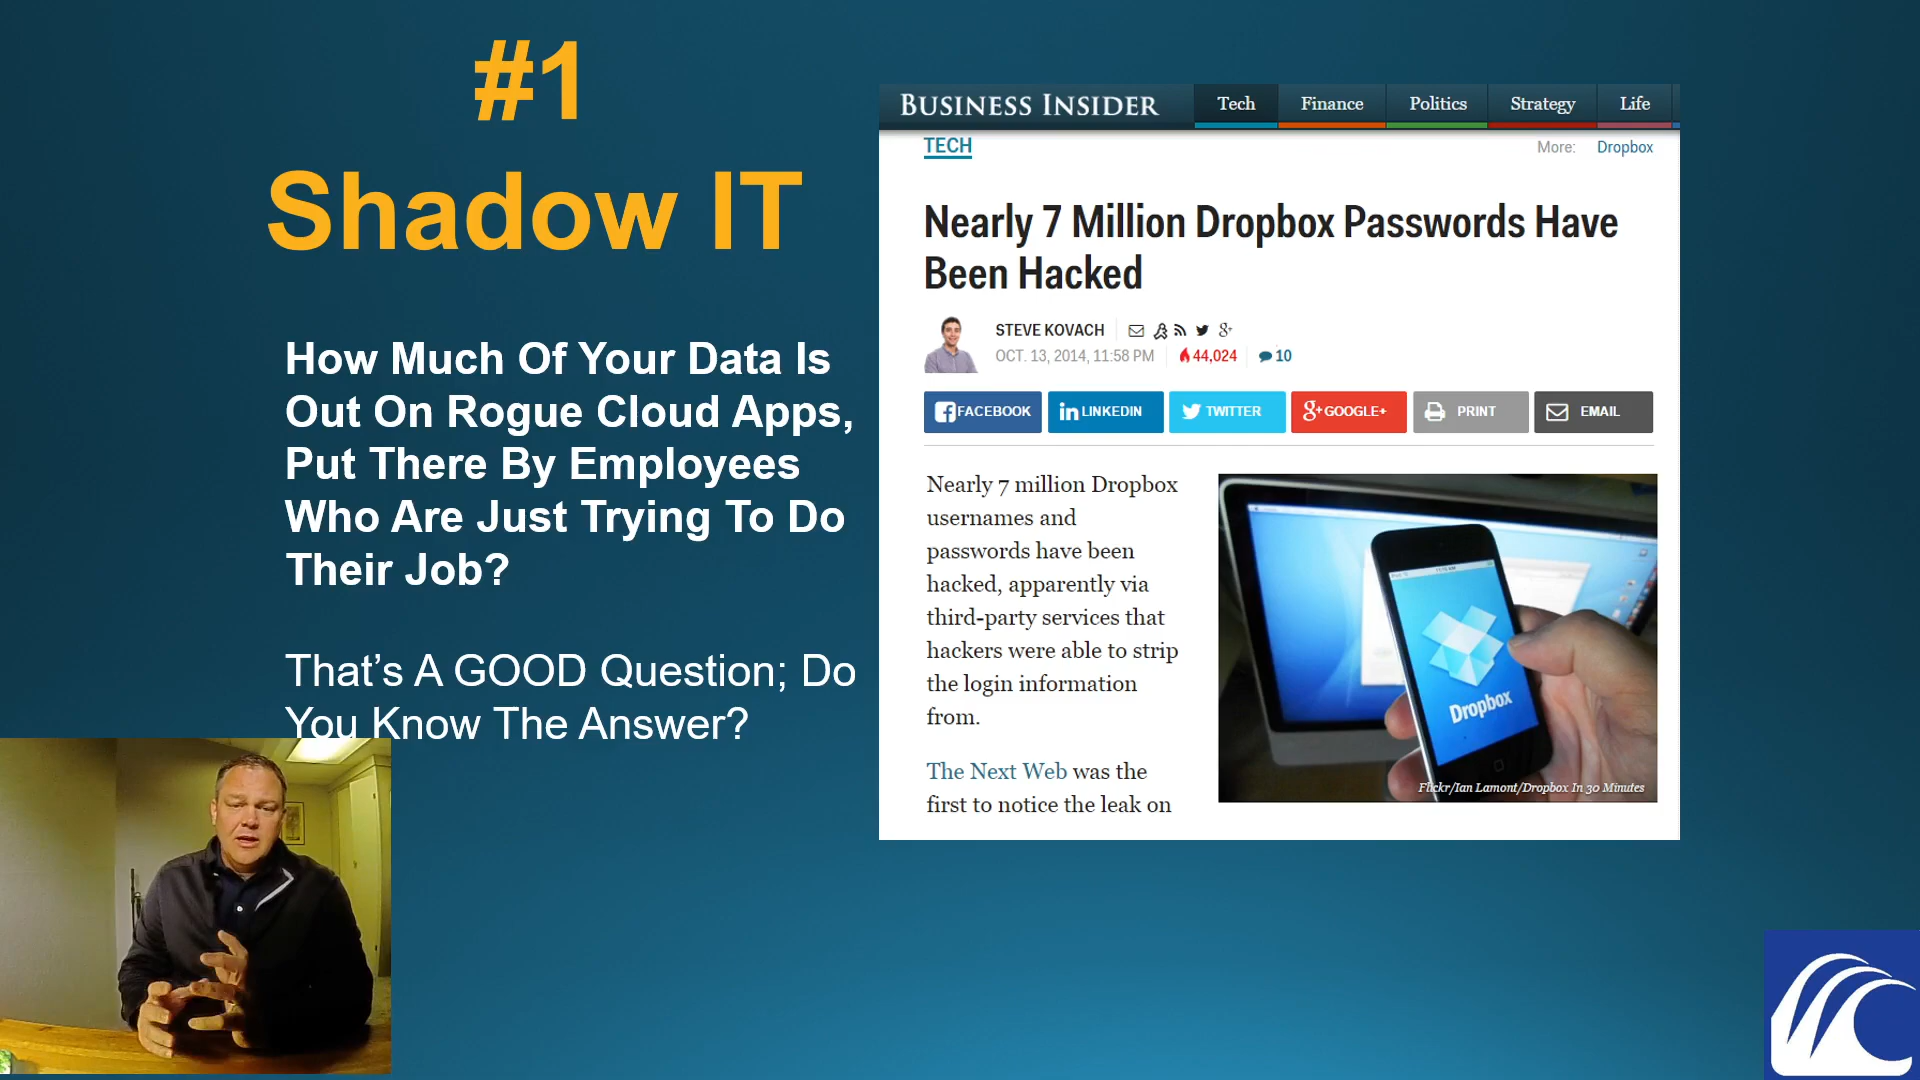 #1
Shadow IT
How Much Of Your Data Is
Out On Rogue Cloud Apps,
Put There By Employees
Who Are Just Trying To Do
Their Job?
That’s A GOOD Question; Do
You Know The Answer?
BUSINESS INSIDER
Tech
Finance
Politics
Strategy
Life
TECH
More: Dropbox
Nearly 7 Million Dropbox Passwords Have
Been Hacked
STEVE KOVACH
OCT. 13, 2014, 11:58 PM
44,024
10
FACEBOOK
LINKEDIN
TWITTER
GOOGLE+
PRINT
EMAIL
Nearly 7 million Dropbox
usernames and
passwords have been
hacked, apparently via
third-party services that
hackers were able to strip
the login information
from.
The Next Web was the
first to notice the leak on
Dropbox
Flickr/Ian Lamont/Dropbox In 30 Minutes